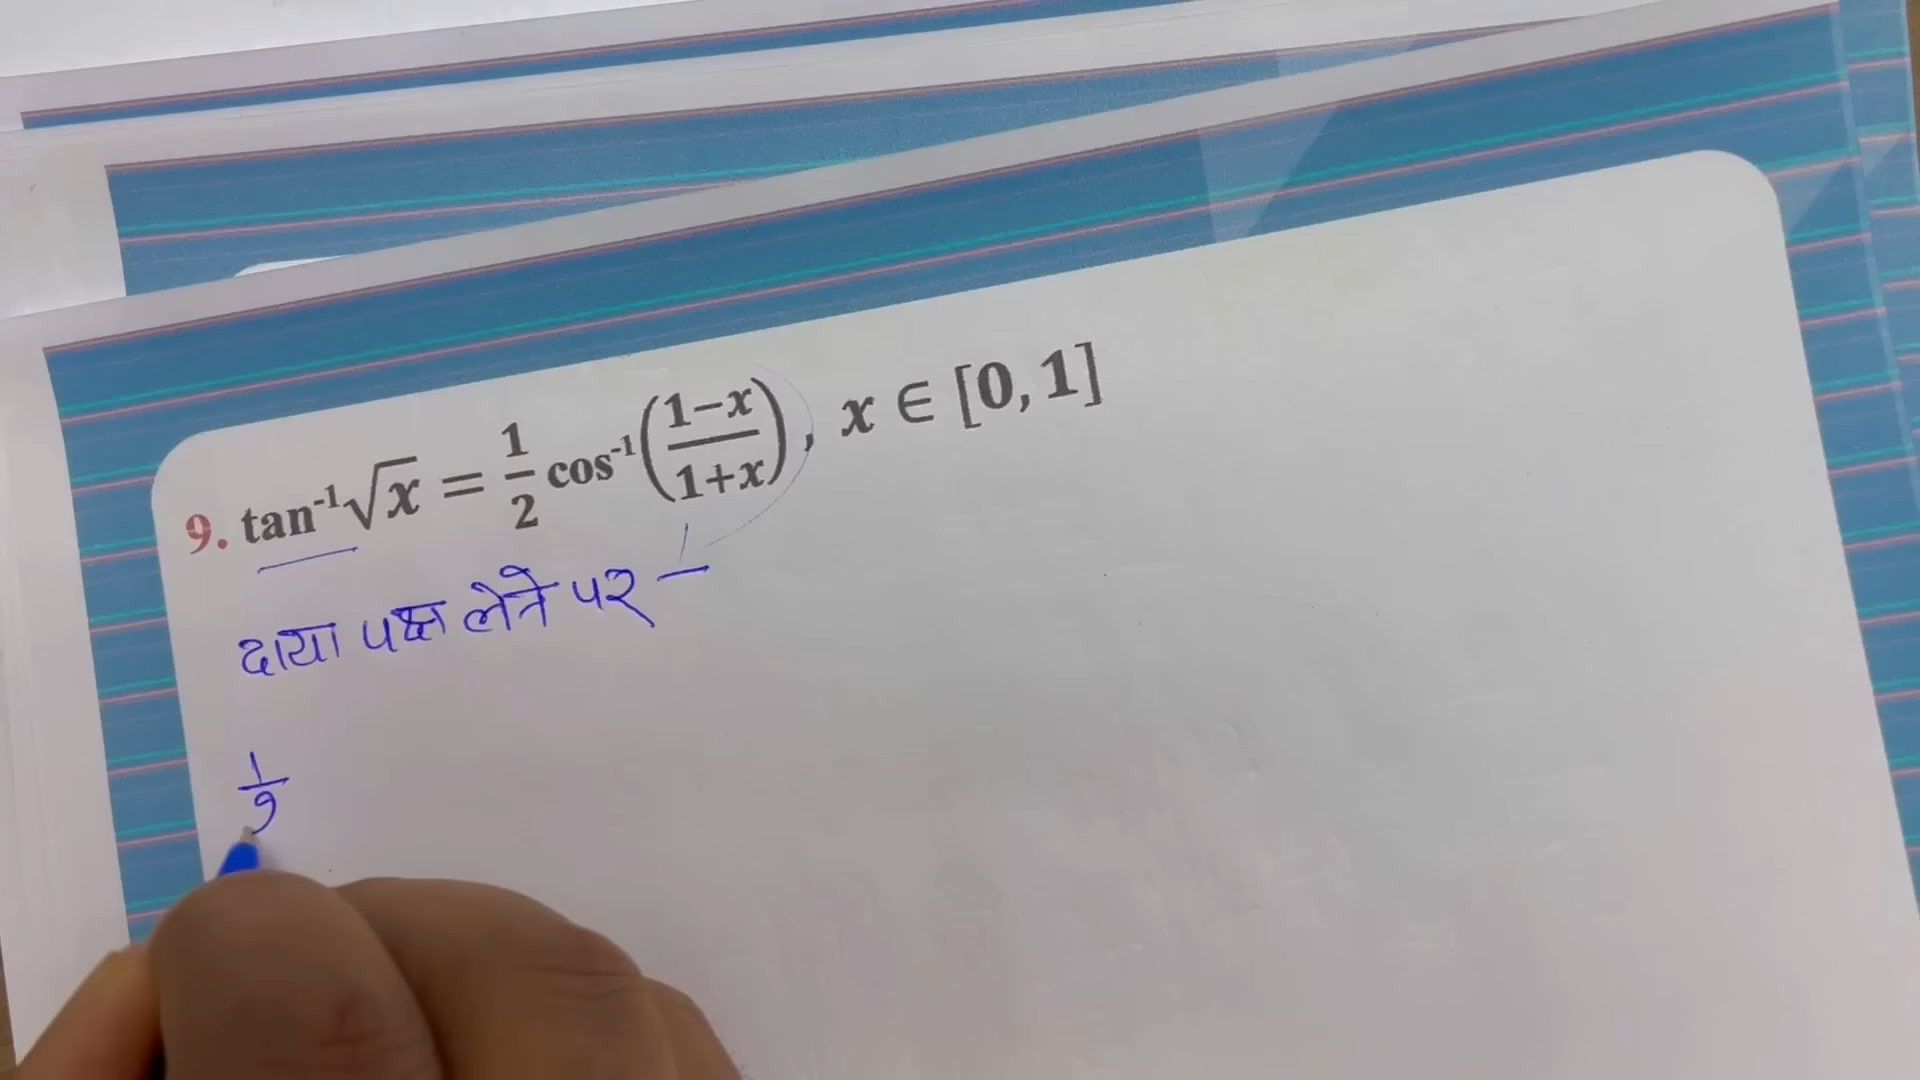 9. tan⁻¹√x = 1/2 cos⁻¹((1−x)/(1+x)), x ∈ [0, 1]
दाया पक्ष लेने पर —
1/2